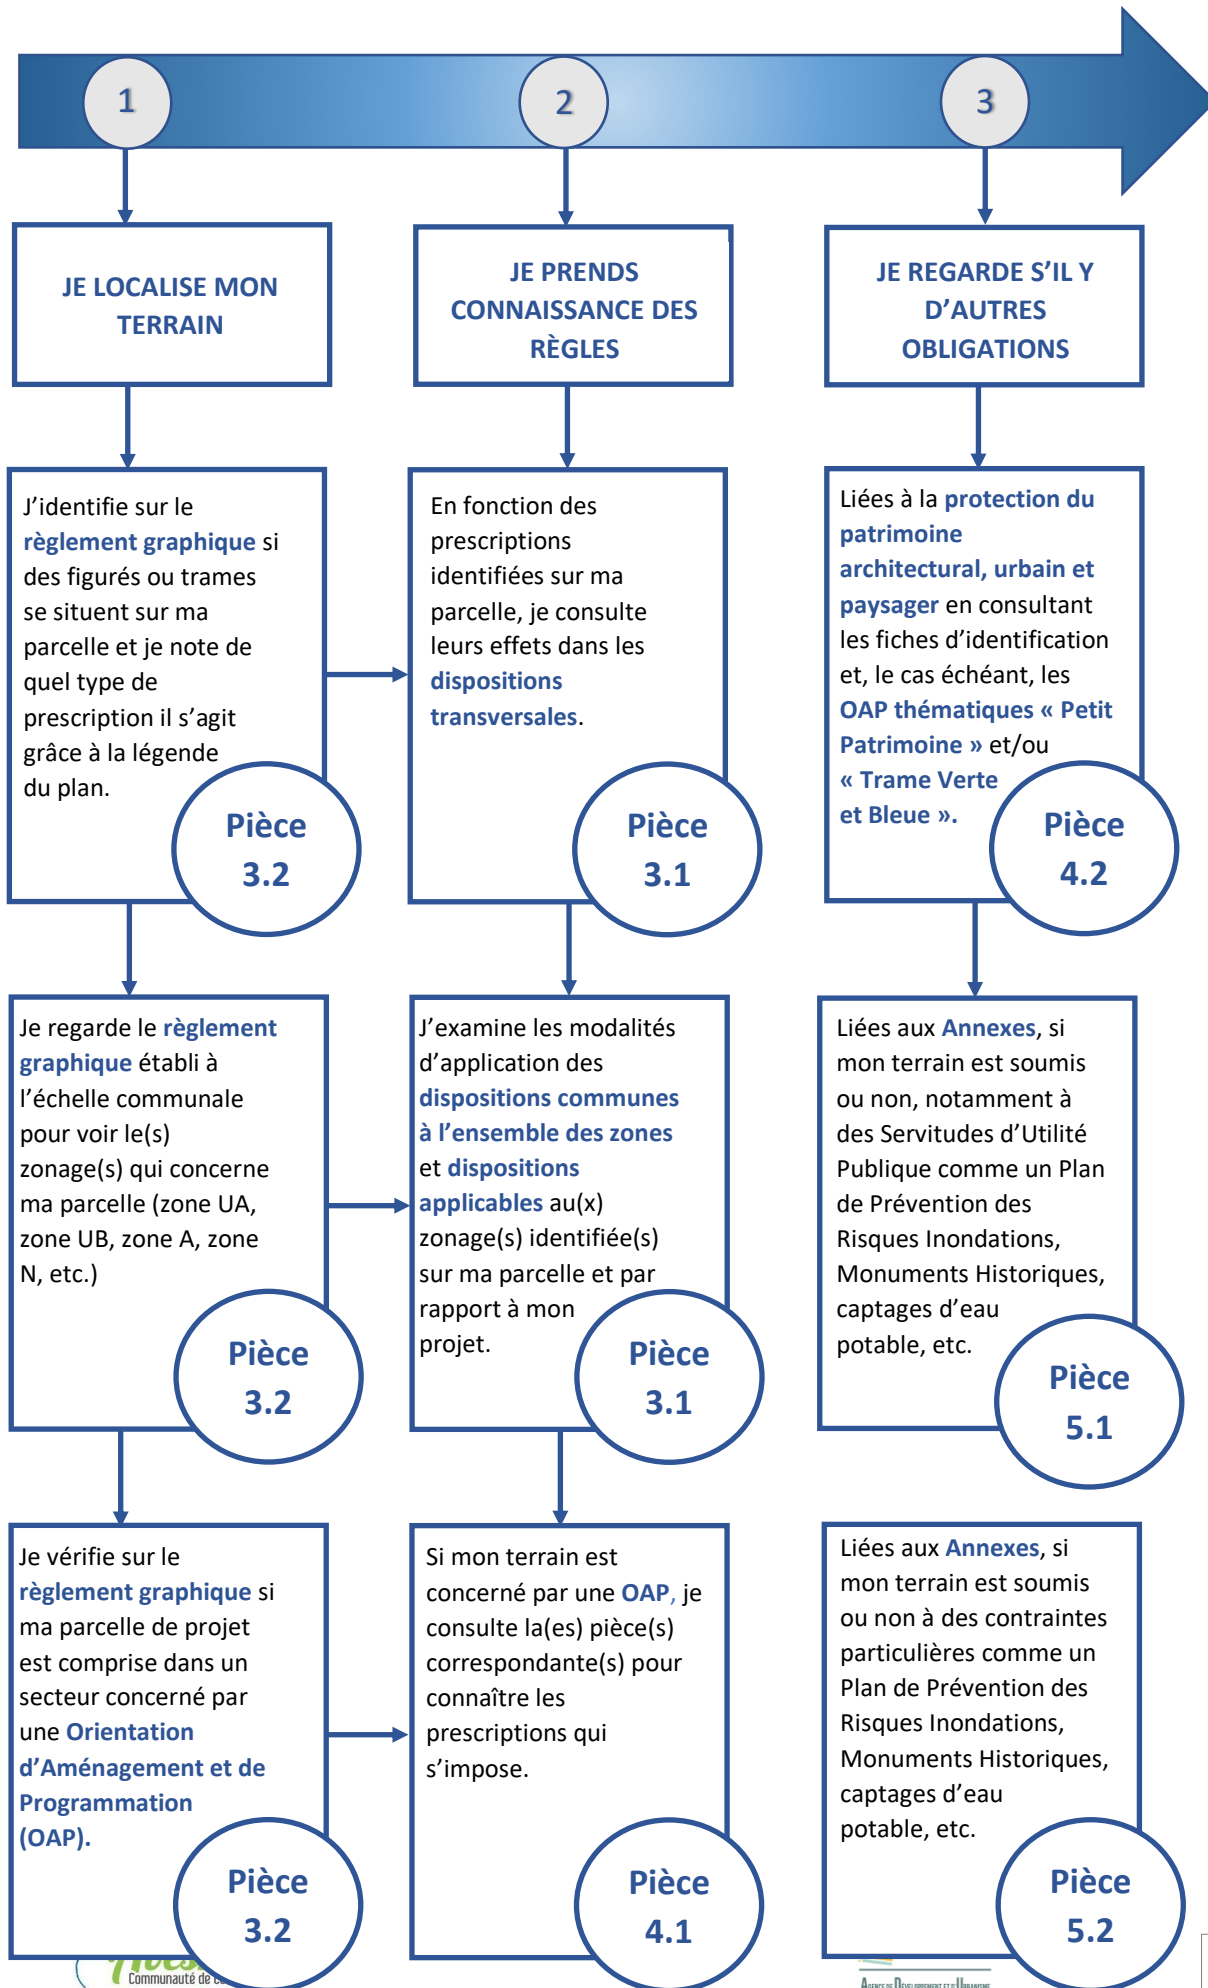 1
2
3
JE LOCALISE MON
TERRAIN
JE PRENDS
CONNAISSANCE DES
RÈGLES
JE REGARDE S’IL Y
D’AUTRES
OBLIGATIONS
J’identifie sur le
règlement graphique si
des figurés ou trames
se situent sur ma
parcelle et je note de
quel type de
prescription il s’agit
grâce à la légende
du plan.
Pièce
3.2
En fonction des
prescriptions
identifiées sur ma
parcelle, je consulte
leurs effets dans les
dispositions
transversales.
Pièce
3.1
Liées à la protection du
patrimoine
architectural, urbain et
paysager en consultant
les fiches d’identification
et, le cas échéant, les
OAP thématiques « Petit
Patrimoine » et/ou
« Trame Verte
et Bleue ».
Pièce
4.2
Je regarde le règlement
graphique établi à
l’échelle communale
pour voir le(s)
zonage(s) qui concerne
ma parcelle (zone UA,
zone UB, zone A, zone
N, etc.)
Pièce
3.2
J’examine les modalités
d’application des
dispositions communes
à l’ensemble des zones
et dispositions
applicables au(x)
zonage(s) identifiée(s)
sur ma parcelle et par
rapport à mon
projet.
Pièce
3.1
Liées aux Annexes, si
mon terrain est soumis
ou non, notamment à
des Servitudes d’Utilité
Publique comme un Plan
de Prévention des
Risques Inondations,
Monuments Historiques,
captages d’eau
potable, etc.
Pièce
5.1
Je vérifie sur le
règlement graphique si
ma parcelle de projet
est comprise dans un
secteur concerné par
une Orientation
d’Aménagement et de
Programmation
(OAP).
Pièce
3.2
Si mon terrain est
concerné par une OAP, je
consulte la(es) pièce(s)
correspondante(s) pour
connaître les
prescriptions qui
s’impose.
Pièce
4.1
Liées aux Annexes, si
mon terrain est soumis
ou non à des contraintes
particulières comme un
Plan de Prévention des
Risques Inondations,
Monuments Historiques,
captages d’eau
potable, etc.
Pièce
5.2
Communauté de
AGENCE DE DÉVELOPPEMENT ET D'URBANISME